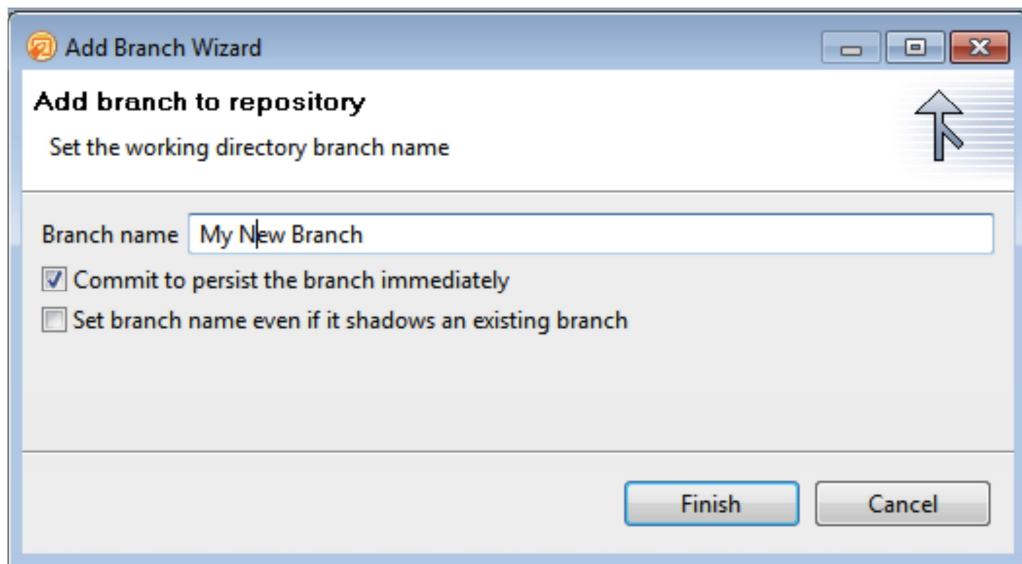 Add Branch Wizard
Add branch to repository
Set the working directory branch name
Branch name My New Branch
Commit to persist the branch immediately
Set branch name even if it shadows an existing branch
Finish Cancel